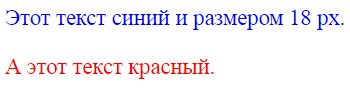 Этот текст синий и размером 18 px.
А этот текст красный.